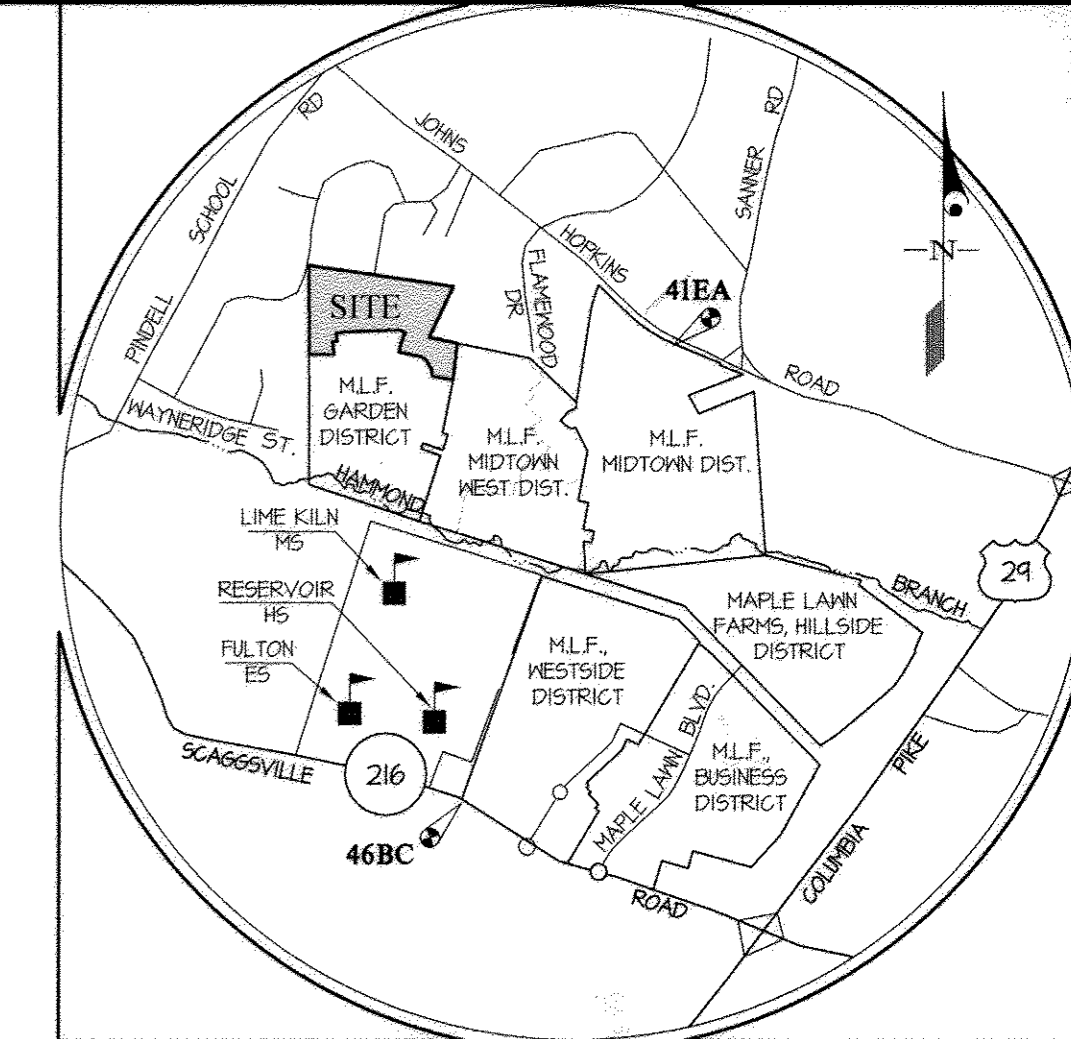 PINDELL SCHOOL RD
JOHNS HOPKINS ROAD
SANNER RD
FLAMEWOOD
DR
41EA
N
SITE
M.L.F.
GARDEN
DISTRICT
WAYNERIDGE ST.
M.L.F.
MIDTOWN
WEST DIST.
M.L.F.
MIDTOWN DIST.
HAMMOND BRANCH
29
LIME KILN
MS
RESERVOIR
HS
FULTON
ES
MAPLE LAWN
FARMS, HILLSIDE
DISTRICT
M.L.F.,
WESTSIDE
DISTRICT
MAPLE LAWN BLVD.
M.L.F.,
BUSINESS
DISTRICT
SCAGGSVILLE ROAD
216
46BC
COLUMBIA PIKE